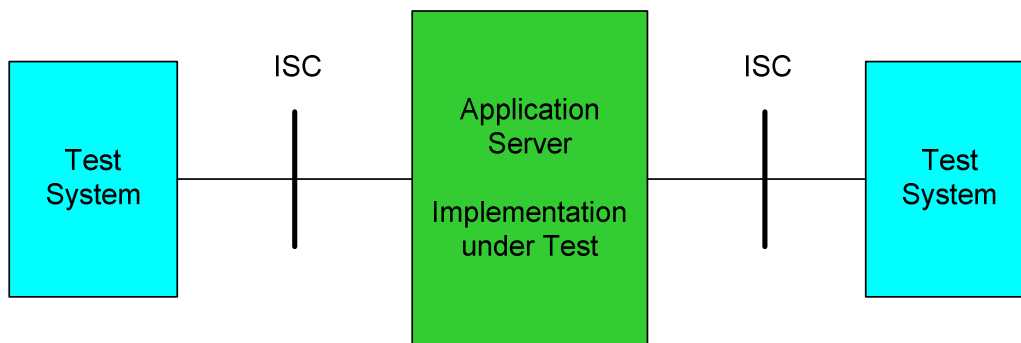 ISC
ISC
Test
System
Application
Server
Implementation
under Test
Test
System